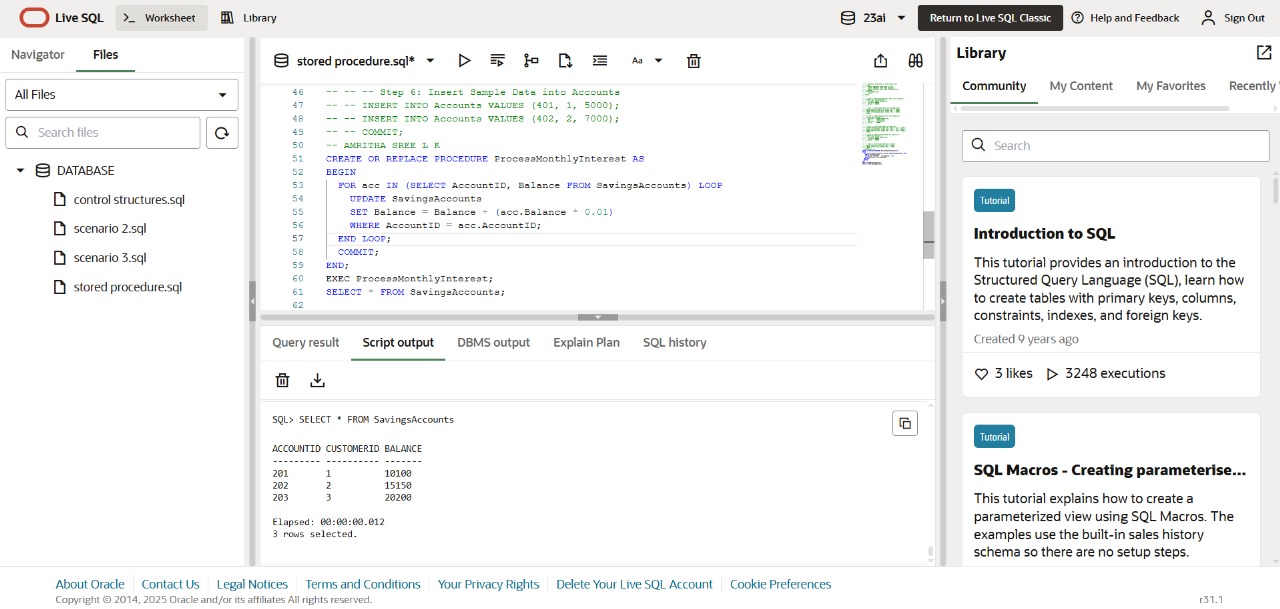 Live SQL
Worksheet
Library
23ai
Return to Live SQL Classic
Help and Feedback
Sign Out
Navigator
Files
All Files
Search files
DATABASE
control structures.sql
scenario 2.sql
scenario 3.sql
stored procedure.sql
stored procedure.sql*
Aa
46 -- -- -- Step 6: Insert Sample Data into Accounts
47 -- -- INSERT INTO Accounts VALUES (401, 1, 5000);
48 -- -- INSERT INTO Accounts VALUES (402, 2, 7000);
49 -- -- COMMIT;
50 -- AMRITHA SREE L K
51 CREATE OR REPLACE PROCEDURE ProcessMonthlyInterest AS
52 BEGIN
53 FOR acc IN (SELECT AccountID, Balance FROM SavingsAccounts) LOOP
54 UPDATE SavingsAccounts
55 SET Balance = Balance + (acc.Balance * 0.01)
56 WHERE AccountID = acc.AccountID;
57 END LOOP;
58 COMMIT;
59 END;
60 EXEC ProcessMonthlyInterest;
61 SELECT * FROM SavingsAccounts;
62
Query result
Script output
DBMS output
Explain Plan
SQL history
SQL> SELECT * FROM SavingsAccounts
ACCOUNTID CUSTOMERID BALANCE
--------- ---------- -------
201 1 10100
202 2 15150
203 3 20200
Elapsed: 00:00:00.012
3 rows selected.
Library
Community
My Content
My Favorites
Recently
Search
Tutorial
Introduction to SQL
This tutorial provides an introduction to the
Structured Query Language (SQL), learn how
to create tables with primary keys, columns,
constraints, indexes, and foreign keys.
Created 9 years ago
3 likes
3248 executions
Tutorial
SQL Macros - Creating parameterise...
This tutorial explains how to create a
parameterized view using SQL Macros. The
examples use the built-in sales history
schema so there are no setup steps.
About Oracle
Contact Us
Legal Notices
Terms and Conditions
Your Privacy Rights
Delete Your Live SQL Account
Cookie Preferences
Copyright © 2014, 2025 Oracle and/or its affiliates All rights reserved.
r31.1